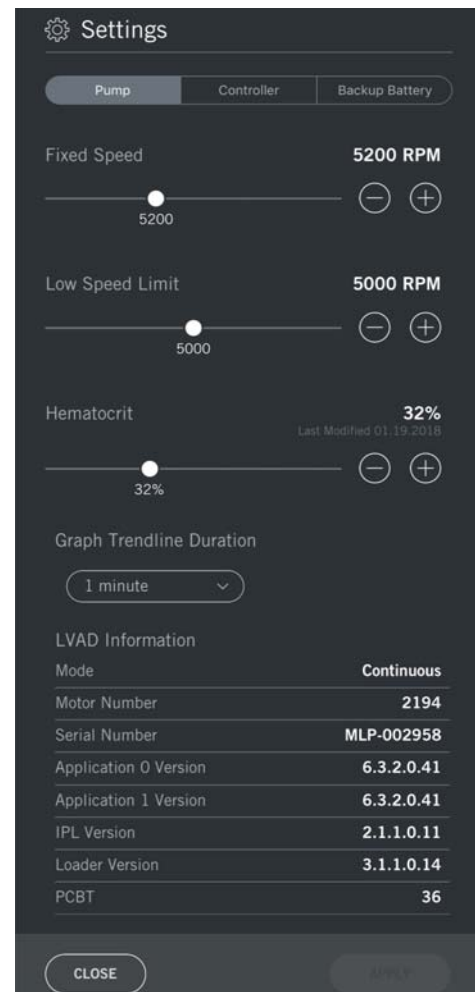 Settings
Pump Controller Backup Battery
Fixed Speed 5200 RPM
5200
Low Speed Limit 5000 RPM
5000
Hematocrit 32%
Last Modified 01.19.2018
32%
Graph Trendline Duration
1 minute
LVAD Information
Mode Continuous
Motor Number 2194
Serial Number MLP-002958
Application 0 Version 6.3.2.0.41
Application 1 Version 6.3.2.0.41
IPL Version 2.1.1.0.11
Loader Version 3.1.1.0.14
PCBT 36
CLOSE APPLY